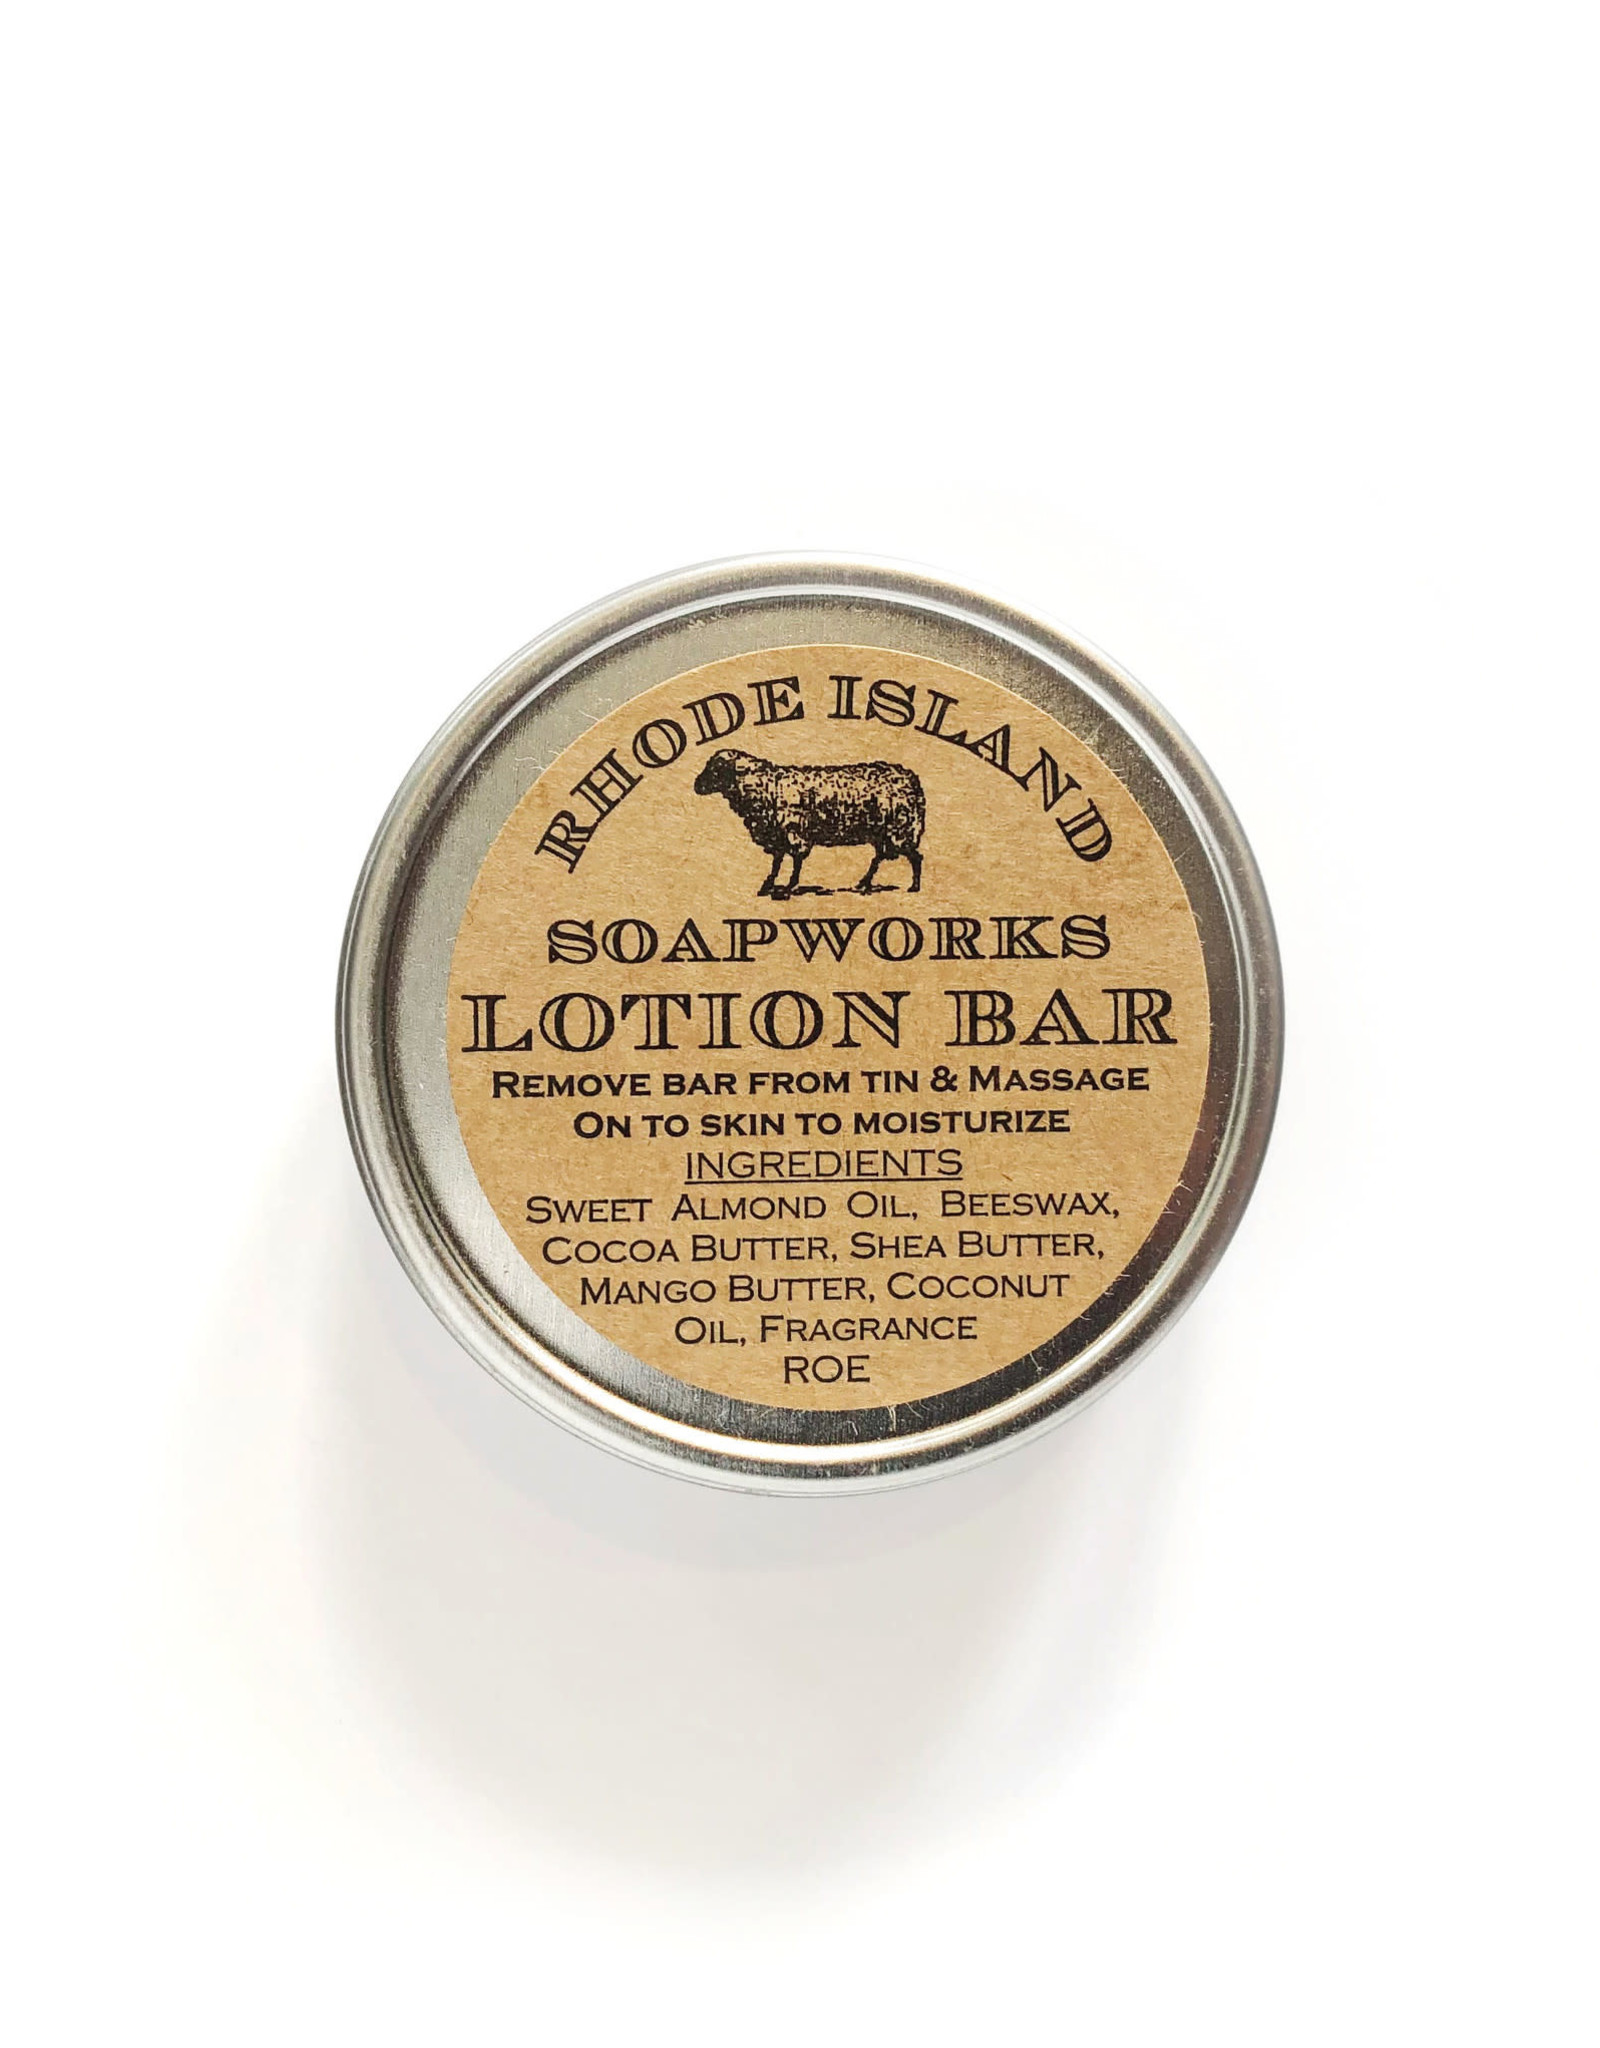 RHODE ISLAND
SOAPWORKS
LOTION BAR
REMOVE BAR FROM TIN & MASSAGE
ON TO SKIN TO MOISTURIZE
INGREDIENTS
SWEET ALMOND OIL, BEESWAX,
COCOA BUTTER, SHEA BUTTER,
MANGO BUTTER, COCONUT
OIL, FRAGRANCE
ROE